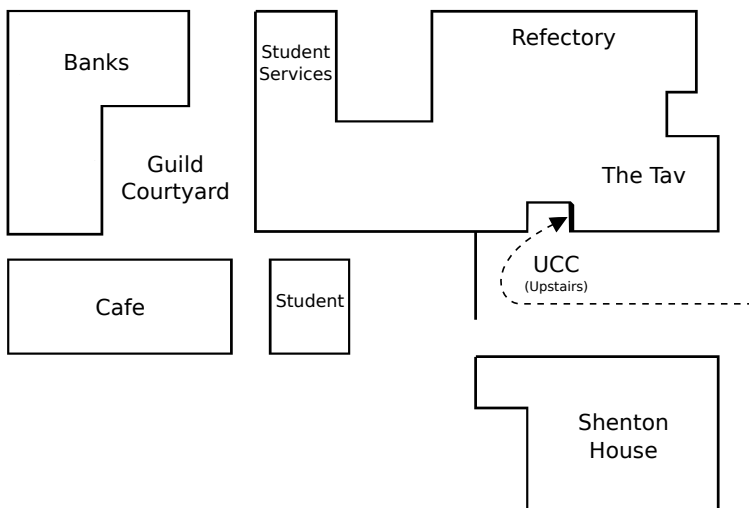 Banks
Student
Services
Refectory
Guild
Courtyard
The Tav
UCC
(Upstairs)
Cafe
Student
Shenton
House